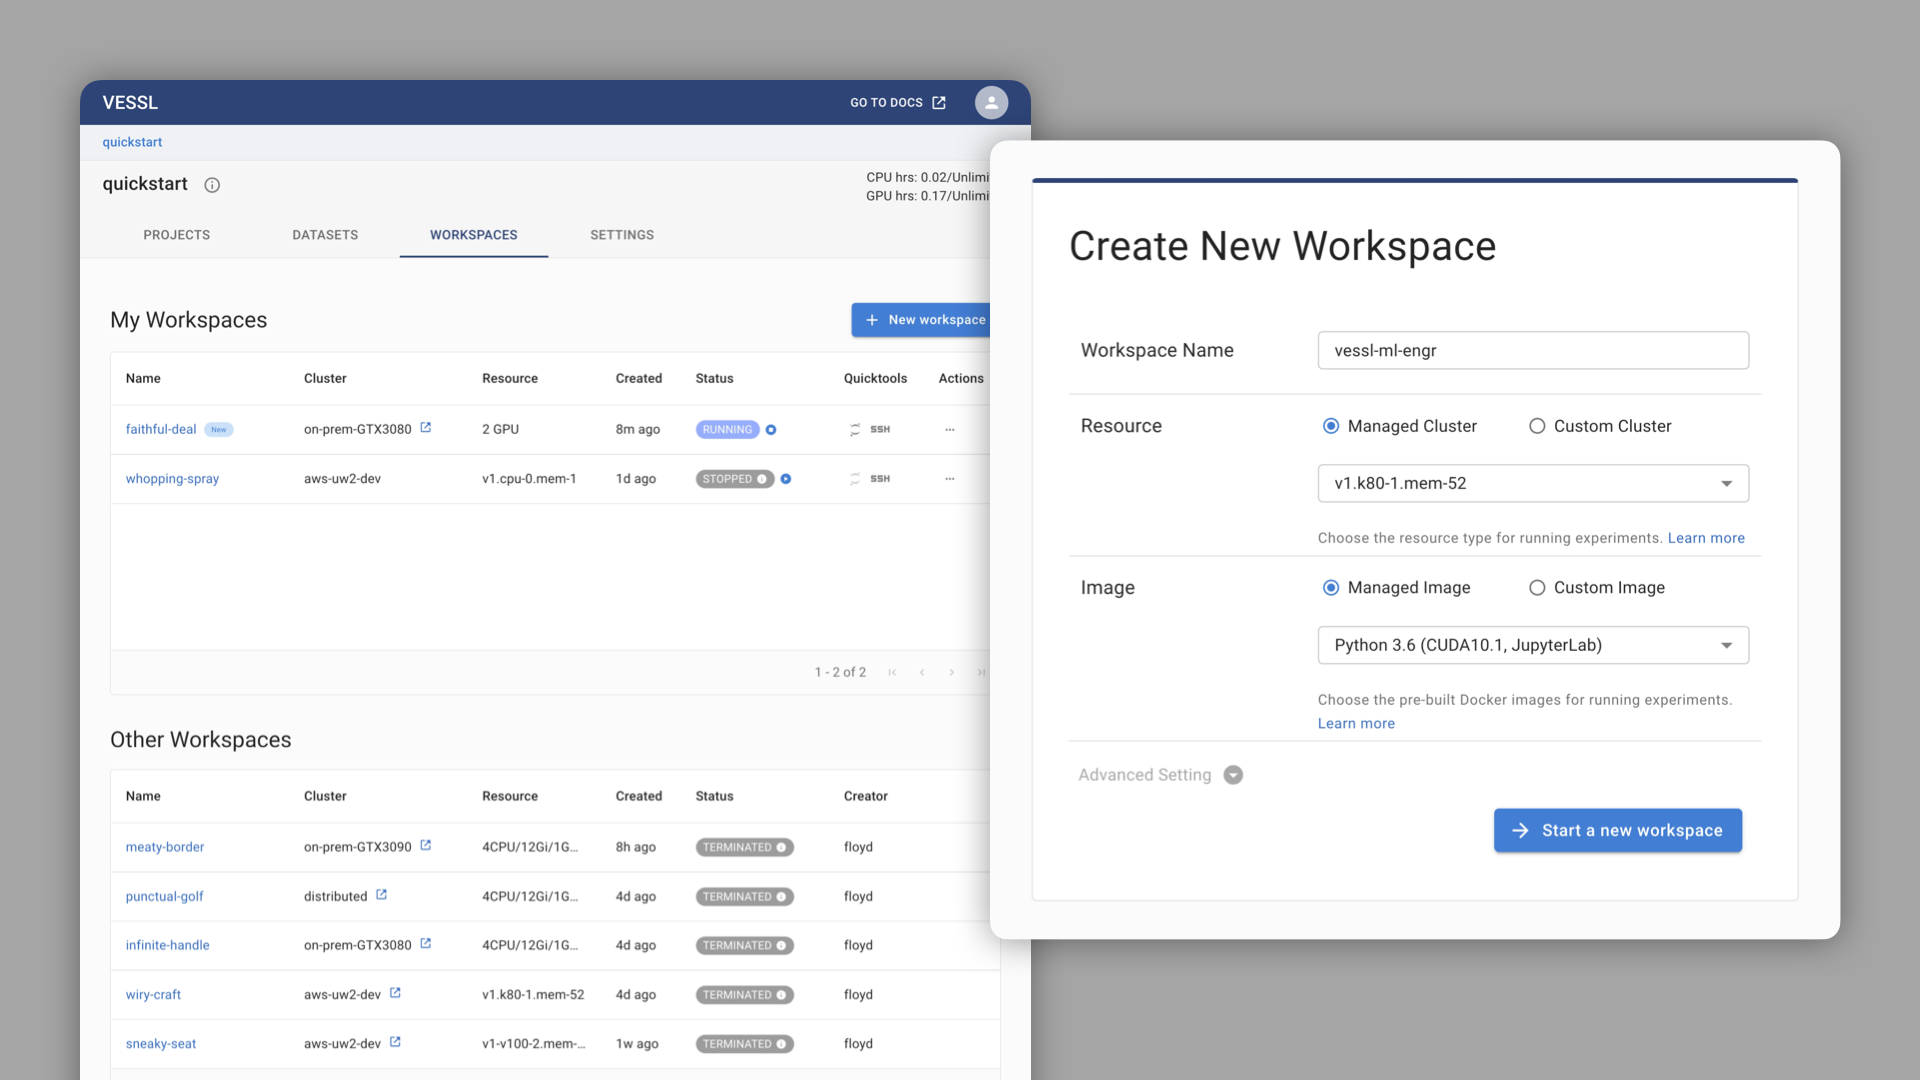 VESSL
GO TO DOCS
quickstart
quickstart
CPU hrs: 0.02/Unlimi
GPU hrs: 0.17/Unlimi
PROJECTS DATASETS WORKSPACES SETTINGS
My Workspaces
+ New workspace
Name Cluster Resource Created Status Quicktools Actions
faithful-deal New on-prem-GTX3080 2 GPU 8m ago RUNNING SSH ...
whopping-spray aws-uw2-dev v1.cpu-0.mem-1 1d ago STOPPED SSH ...
1 - 2 of 2
Other Workspaces
Name Cluster Resource Created Status Creator
meaty-border on-prem-GTX3090 4CPU/12Gi/1G... 8h ago TERMINATED floyd
punctual-golf distributed 4CPU/12Gi/1G... 4d ago TERMINATED floyd
infinite-handle on-prem-GTX3080 4CPU/12Gi/1G... 4d ago TERMINATED floyd
wiry-craft aws-uw2-dev v1.k80-1.mem-52 4d ago TERMINATED floyd
sneaky-seat aws-uw2-dev v1-v100-2.mem-... 1w ago TERMINATED floyd
Create New Workspace
Workspace Name vessl-ml-engr
Resource Managed Cluster Custom Cluster
v1.k80-1.mem-52
Choose the resource type for running experiments. Learn more
Image Managed Image Custom Image
Python 3.6 (CUDA10.1, JupyterLab)
Choose the pre-built Docker images for running experiments.
Learn more
Advanced Setting
Start a new workspace